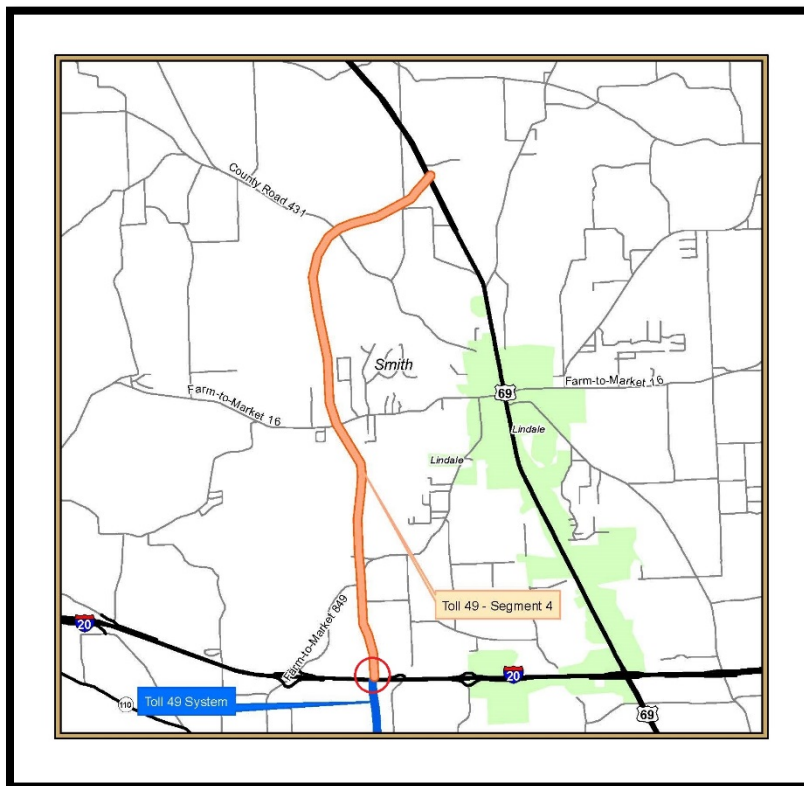 County Road 431
Smith
Farm-to-Market 16
Farm-to-Market 16
69
Lindale
Lindale
Toll 49 - Segment 4
Farm-to-Market 849
20
20
110
Toll 49 System
69